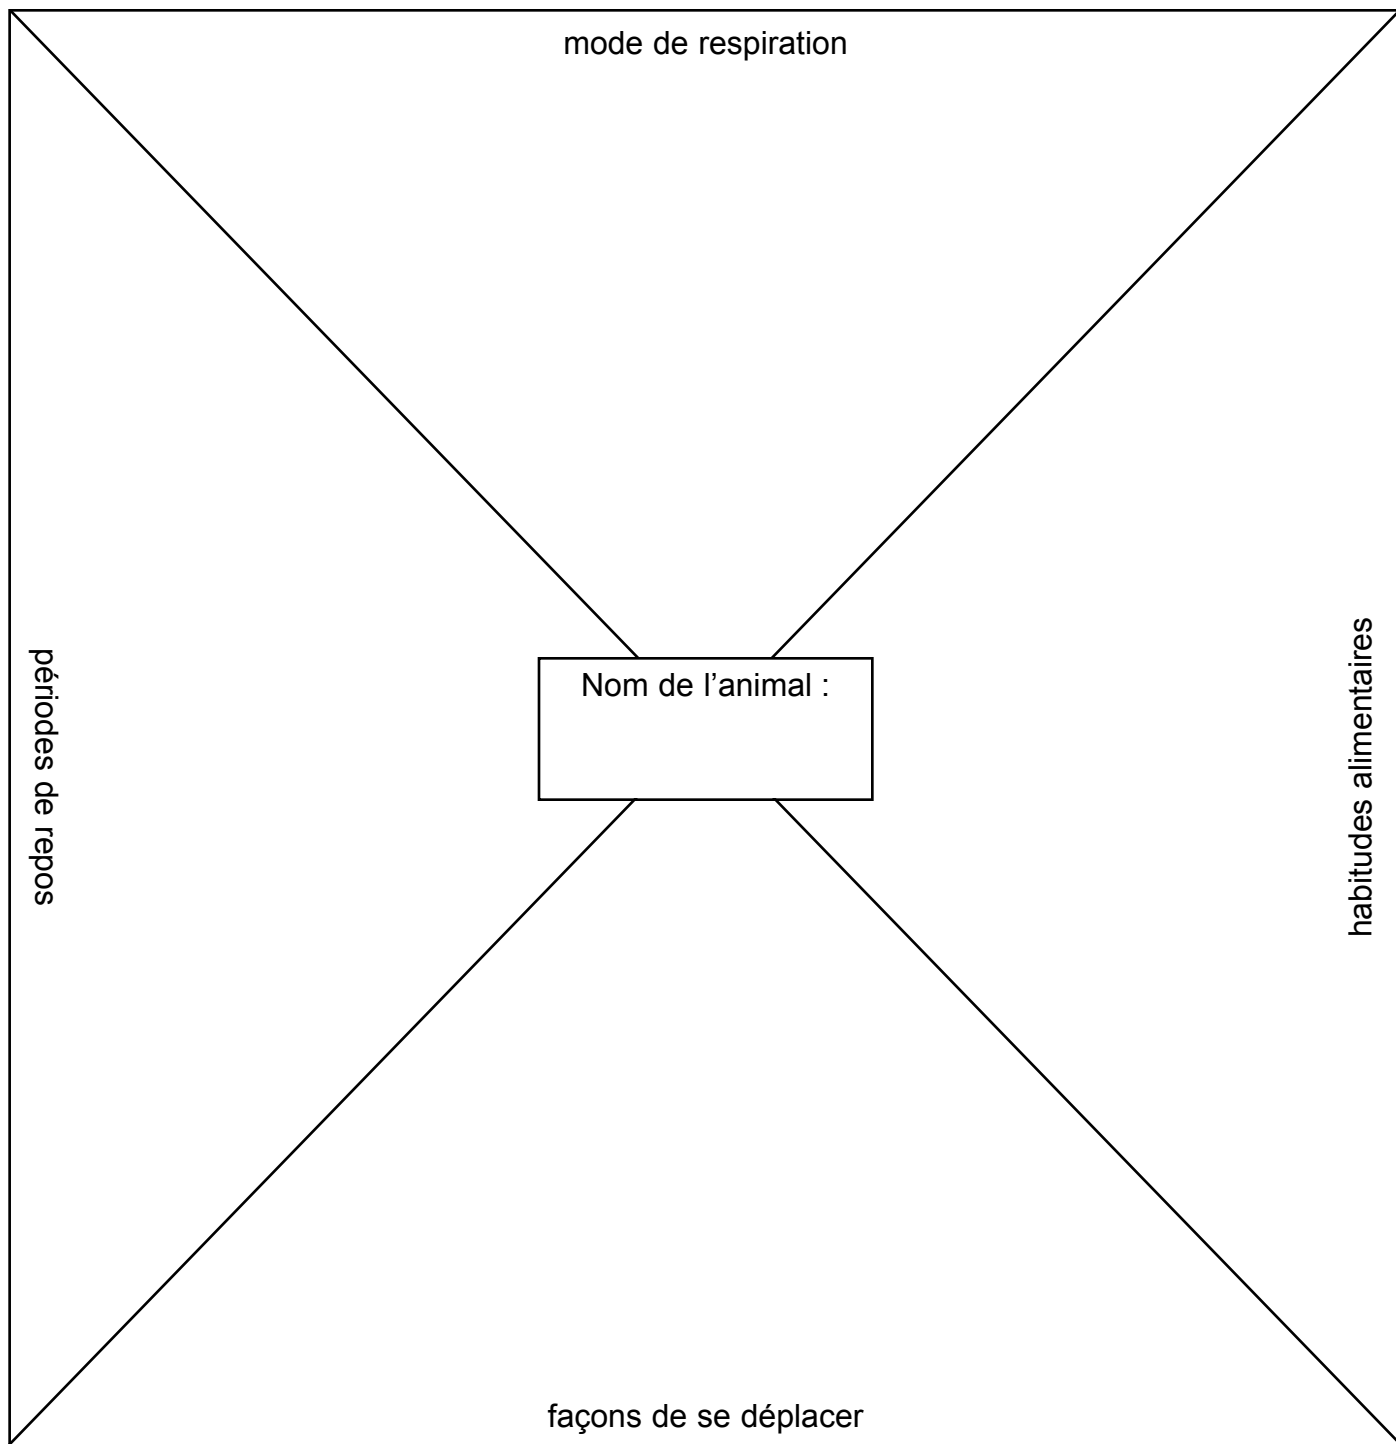 mode de respiration
périodes de repos
Nom de l’animal :
habitudes alimentaires
façons de se déplacer